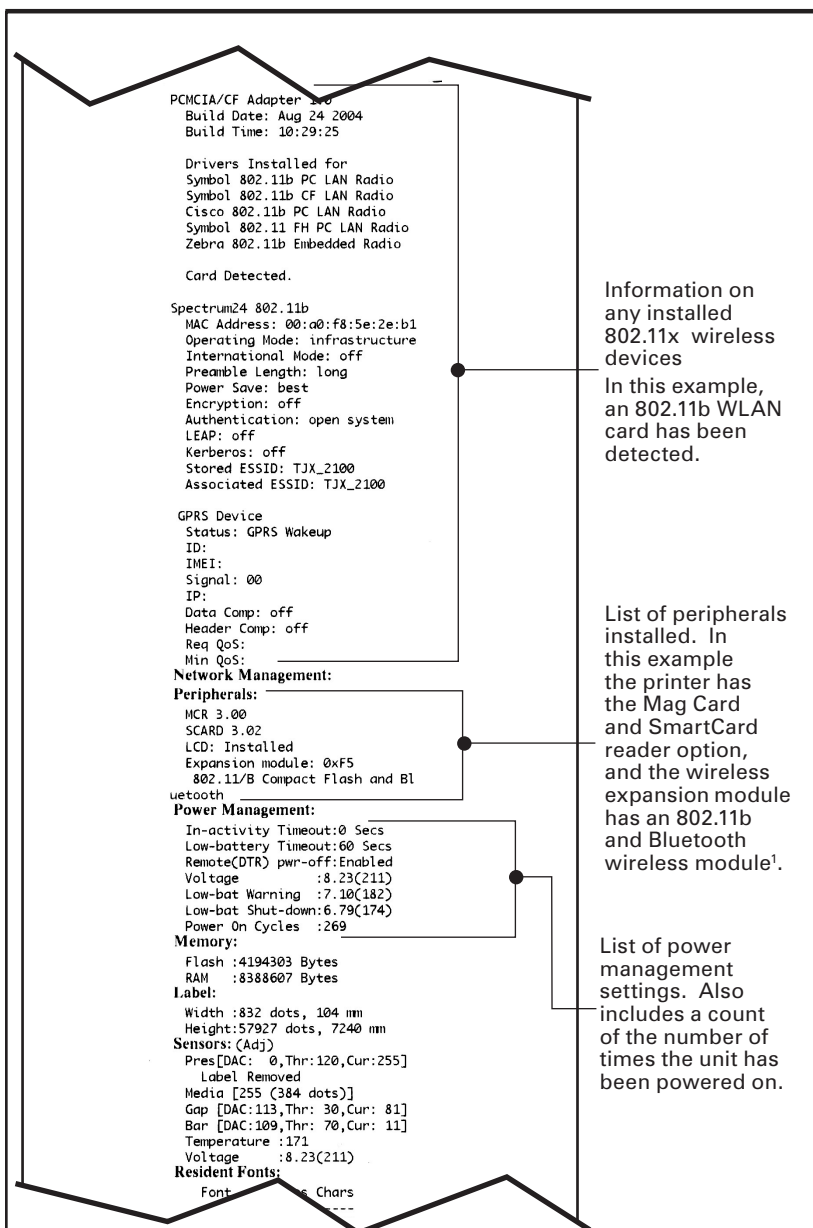 PCMCIA/CF Adapter
Build Date: Aug 24 2004
Build Time: 10:29:25
Drivers Installed for
Symbol 802.11b PC LAN Radio
Symbol 802.11b CF LAN Radio
Cisco 802.11b PC LAN Radio
Symbol 802.11 FH PC LAN Radio
Zebra 802.11b Embedded Radio
Card Detected.
Spectrum24 802.11b
MAC Address: 00:a0:f8:5e:2e:b1
Operating Mode: infrastructure
International Mode: off
Preamble Length: long
Power Save: best
Encryption: off
Authentication: open system
LEAP: off
Kerberos: off
Stored ESSID: TJX_2100
Associated ESSID: TJX_2100
GPRS Device
Status: GPRS Wakeup
ID:
IMEI:
Signal: 00
IP:
Data Comp: off
Header Comp: off
Req QoS:
Min QoS:
Network Management:
Peripherals:
MCR 3.00
SCARD 3.02
LCD: Installed
Expansion module: 0xF5
802.11/B Compact Flash and Bl
uetooth
Power Management:
In-activity Timeout:0 Secs
Low-battery Timeout:60 Secs
Remote(DTR) pwr-off:Enabled
Voltage :8.23(211)
Low-bat Warning :7.10(182)
Low-bat Shut-down:6.79(174)
Power On Cycles :269
Memory:
Flash :4194303 Bytes
RAM :8388607 Bytes
Label:
Width :832 dots, 104 mm
Height:57927 dots, 7240 mm
Sensors: (Adj)
Pres[DAC: 0,Thr:120,Cur:255]
Label Removed
Media [255 (384 dots)]
Gap [DAC:113,Thr: 30,Cur: 81]
Bar [DAC:109,Thr: 70,Cur: 11]
Temperature :171
Voltage :8.23(211)
Resident Fonts:
Font Chars
Information on
any installed
802.11x wireless
devices
In this example,
an 802.11b WLAN
card has been
detected.
List of peripherals
installed. In
this example
the printer has
the Mag Card
and SmartCard
reader option,
and the wireless
expansion module
has an 802.11b
and Bluetooth
wireless module¹.
List of power
management
settings. Also
includes a count
of the number of
times the unit has
been powered on.